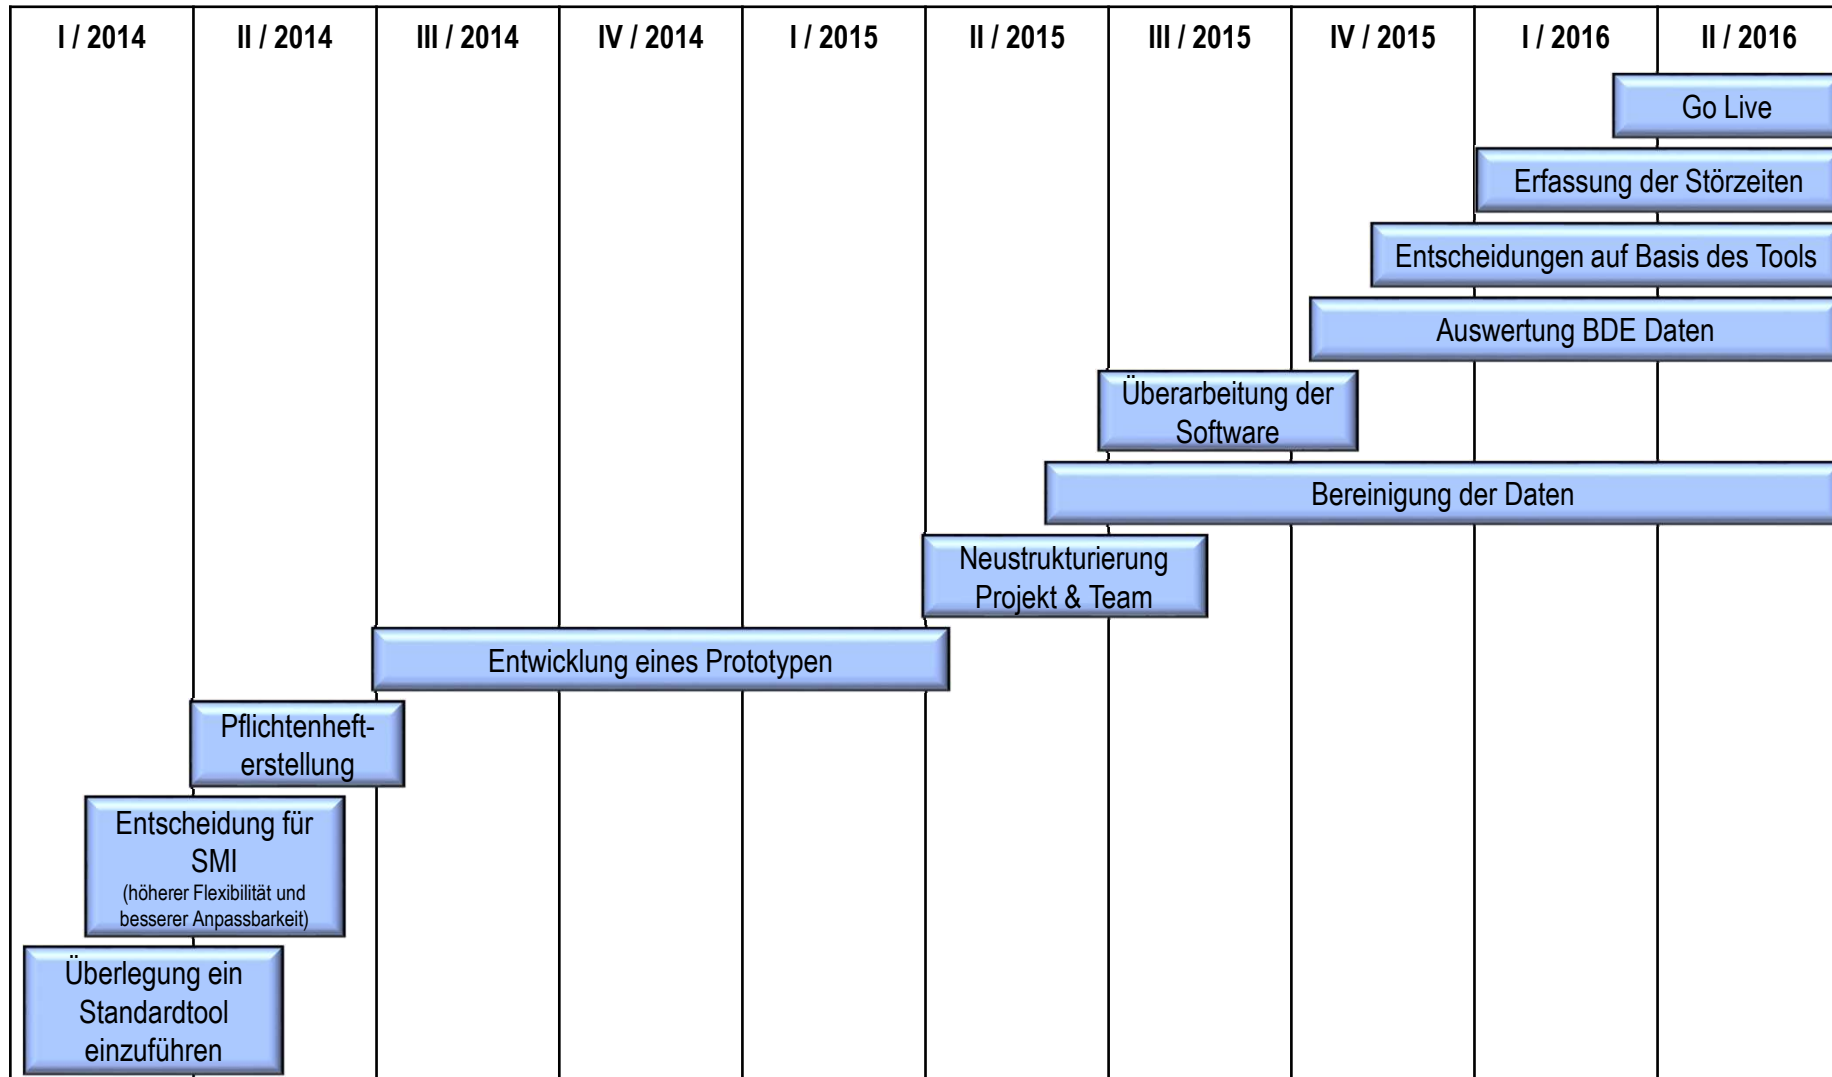 I / 2014
II / 2014
III / 2014
IV / 2014
I / 2015
II / 2015
III / 2015
IV / 2015
I / 2016
II / 2016
Go Live
Erfassung der Störzeiten
Entscheidungen auf Basis des Tools
Auswertung BDE Daten
Überarbeitung der
Software
Bereinigung der Daten
Neustrukturierung
Projekt & Team
Entwicklung eines Prototypen
Pflichtenheft-
erstellung
Entscheidung für
SMI
(höherer Flexibilität und
besserer Anpassbarkeit)
Überlegung ein
Standardtool
einzuführen